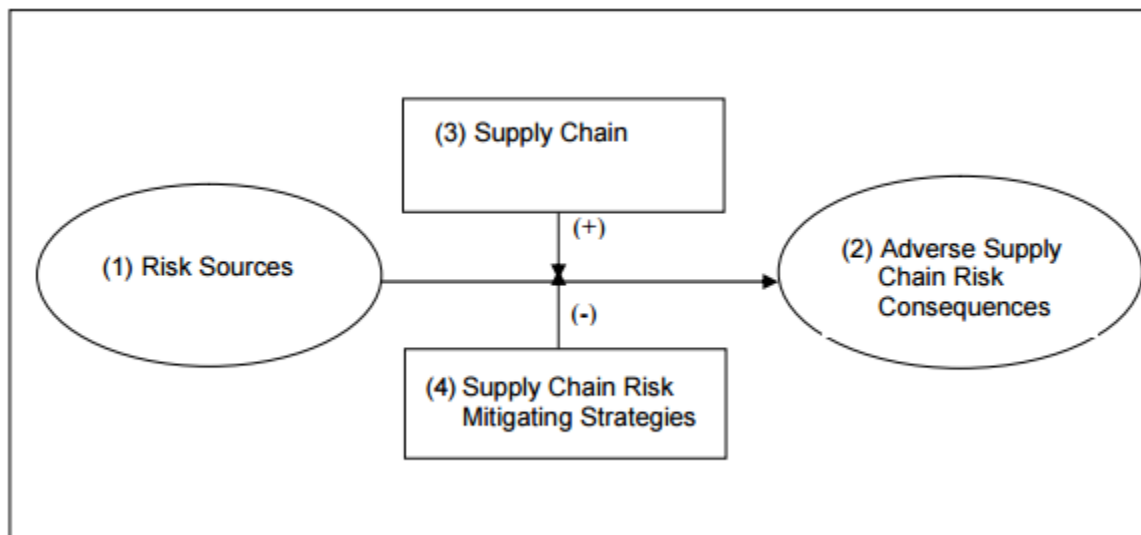 (3) Supply Chain
(+)
(1) Risk Sources
(2) Adverse Supply
Chain Risk
Consequences
(-)
(4) Supply Chain Risk
Mitigating Strategies